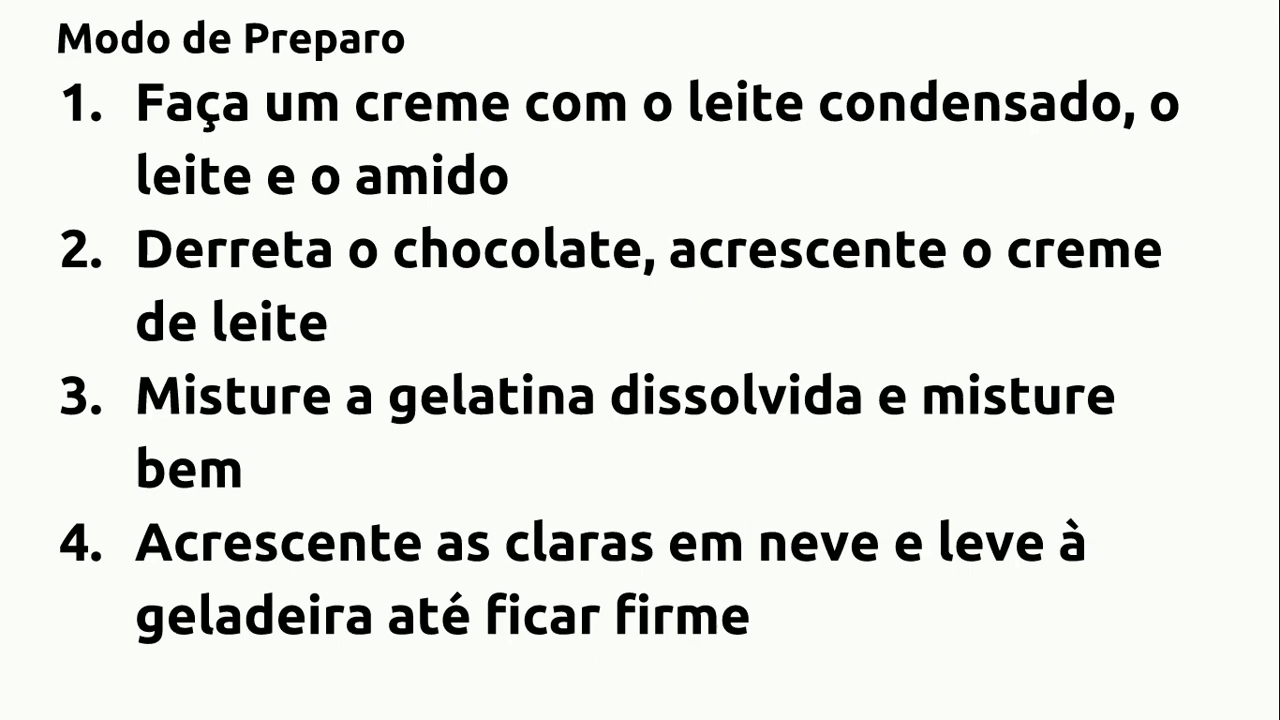 Modo de Preparo
1. Faça um creme com o leite condensado, o
leite e o amido
2. Derreta o chocolate, acrescente o creme
de leite
3. Misture a gelatina dissolvida e misture
bem
4. Acrescente as claras em neve e leve à
geladeira até ficar firme